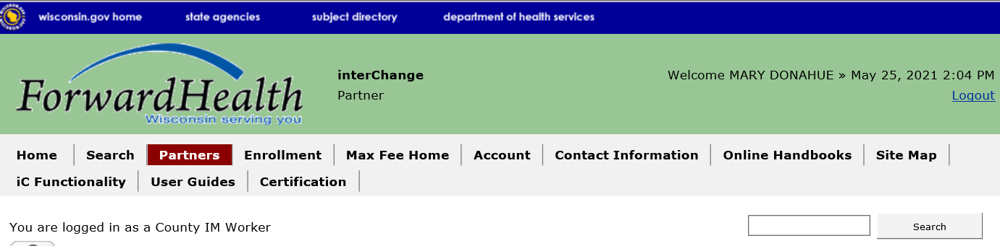 wisconsin.gov home state agencies subject directory department of health services
ForwardHealth
Wisconsin serving you
interChange
Partner
Welcome MARY DONAHUE » May 25, 2021 2:04 PM
Logout
Home Search Partners Enrollment Max Fee Home Account Contact Information Online Handbooks Site Map
iC Functionality User Guides Certification
You are logged in as a County IM Worker
Search